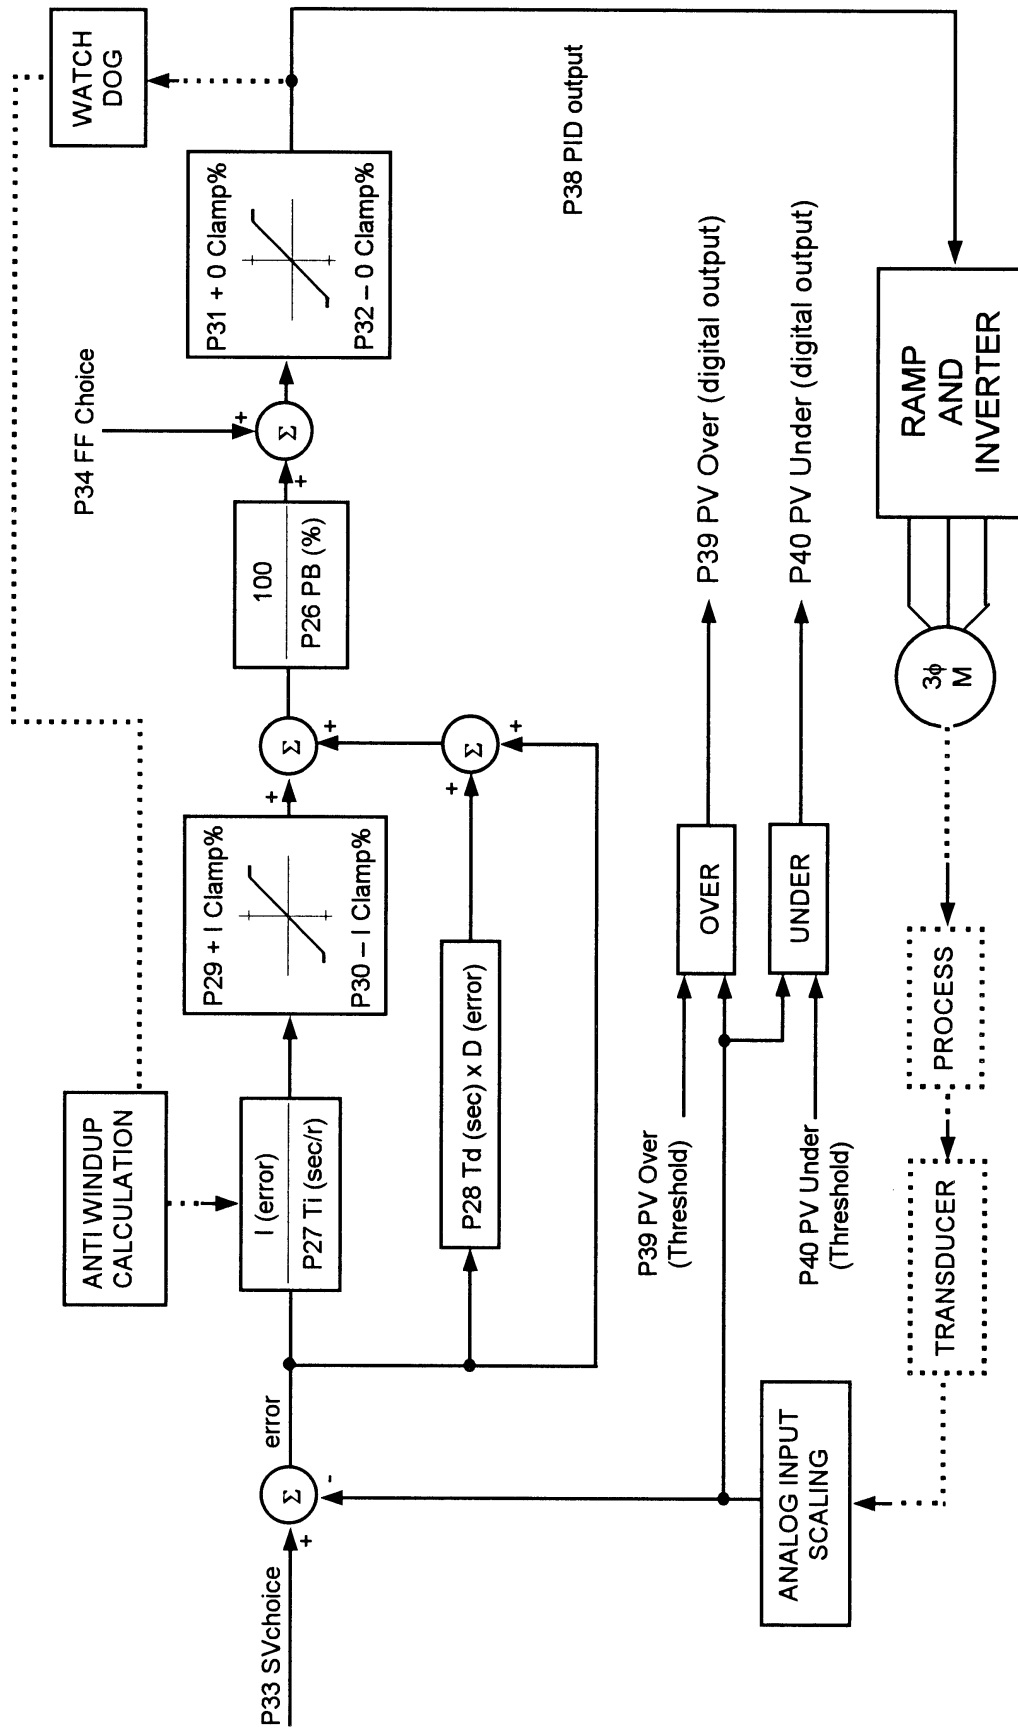 P33 SVchoice
+
Σ
-
error
ANTI WINDUP
CALCULATION
I (error)
P27 Ti (sec/r)
P29 + I Clamp%
P30 – I Clamp%
+
Σ
+
P28 Td (sec) x D (error)
+
Σ
+
100
P26 PB (%)
+
Σ
+
P34 FF Choice
P31 + 0 Clamp%
P32 – 0 Clamp%
WATCH
DOG
P38 PID output
P39 PV Over
(Threshold)
OVER
P39 PV Over (digital output)
P40 PV Under
(Threshold)
UNDER
P40 PV Under (digital output)
ANALOG INPUT
SCALING
TRANSDUCER
PROCESS
3ϕ
M
RAMP
AND
INVERTER